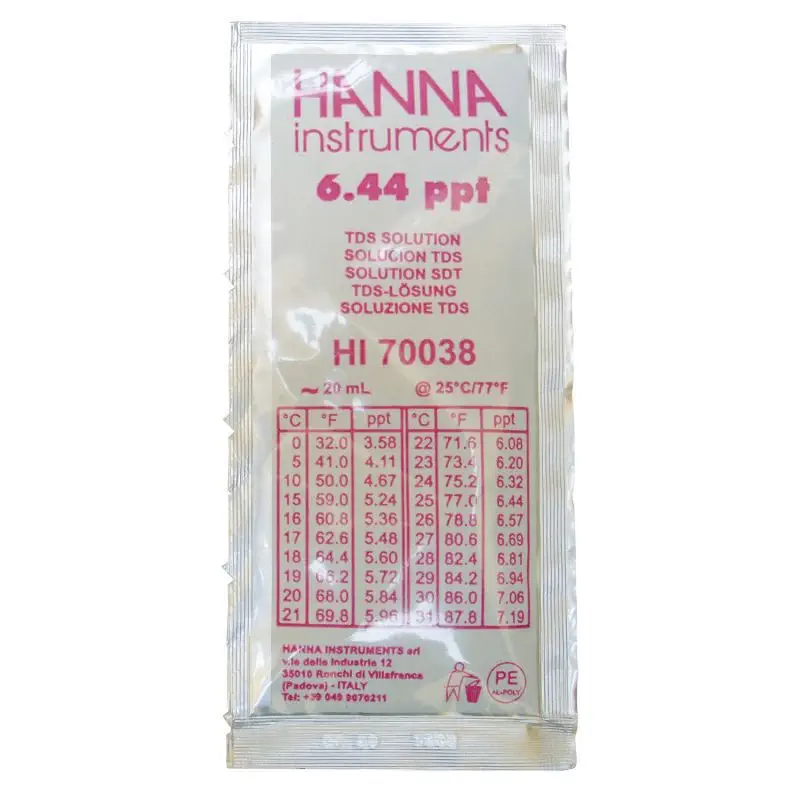 HANNA
instruments
6.44 ppt
TDS SOLUTION
SOLUCION TDS
SOLUTION SDT
TDS-LÖSUNG
SOLUZIONE TDS
HI 70038
~ 20 mL @ 25°C/77°F
°C °F ppt °C °F ppt
0 32.0 3.58 22 71.6 6.08
5 41.0 4.11 23 73.4 6.20
10 50.0 4.67 24 75.2 6.32
15 59.0 5.24 25 77.0 6.44
16 60.8 5.36 26 78.8 6.57
17 62.6 5.48 27 80.6 6.69
18 64.4 5.60 28 82.4 6.81
19 66.2 5.72 29 84.2 6.94
20 68.0 5.84 30 86.0 7.06
21 69.8 5.96 31 87.8 7.19
HANNA INSTRUMENTS srl
v.le delle Industrie 12
35010 Ronchi di Villafranca
(Padova) - ITALY
Tel: +39 049 9070211
PE
AL+POLY